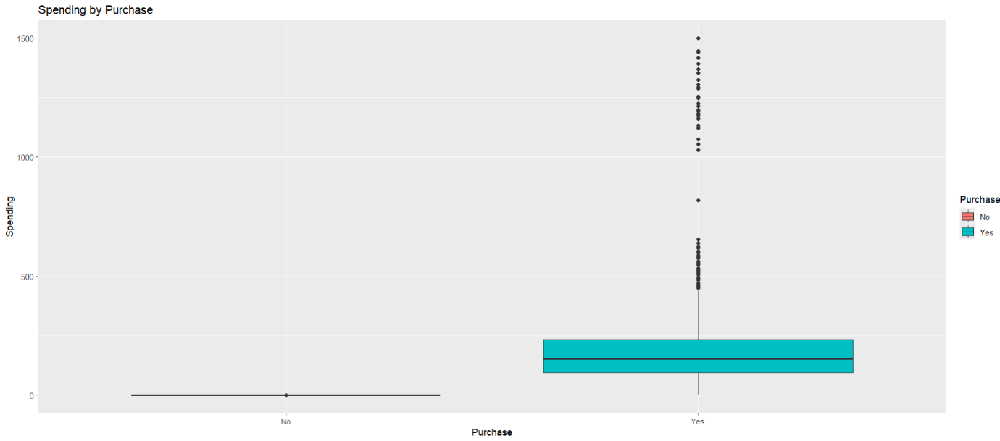 Spending by Purchase
1500
1000
500
0
Spending
No
Yes
Purchase
Purchase
No
Yes